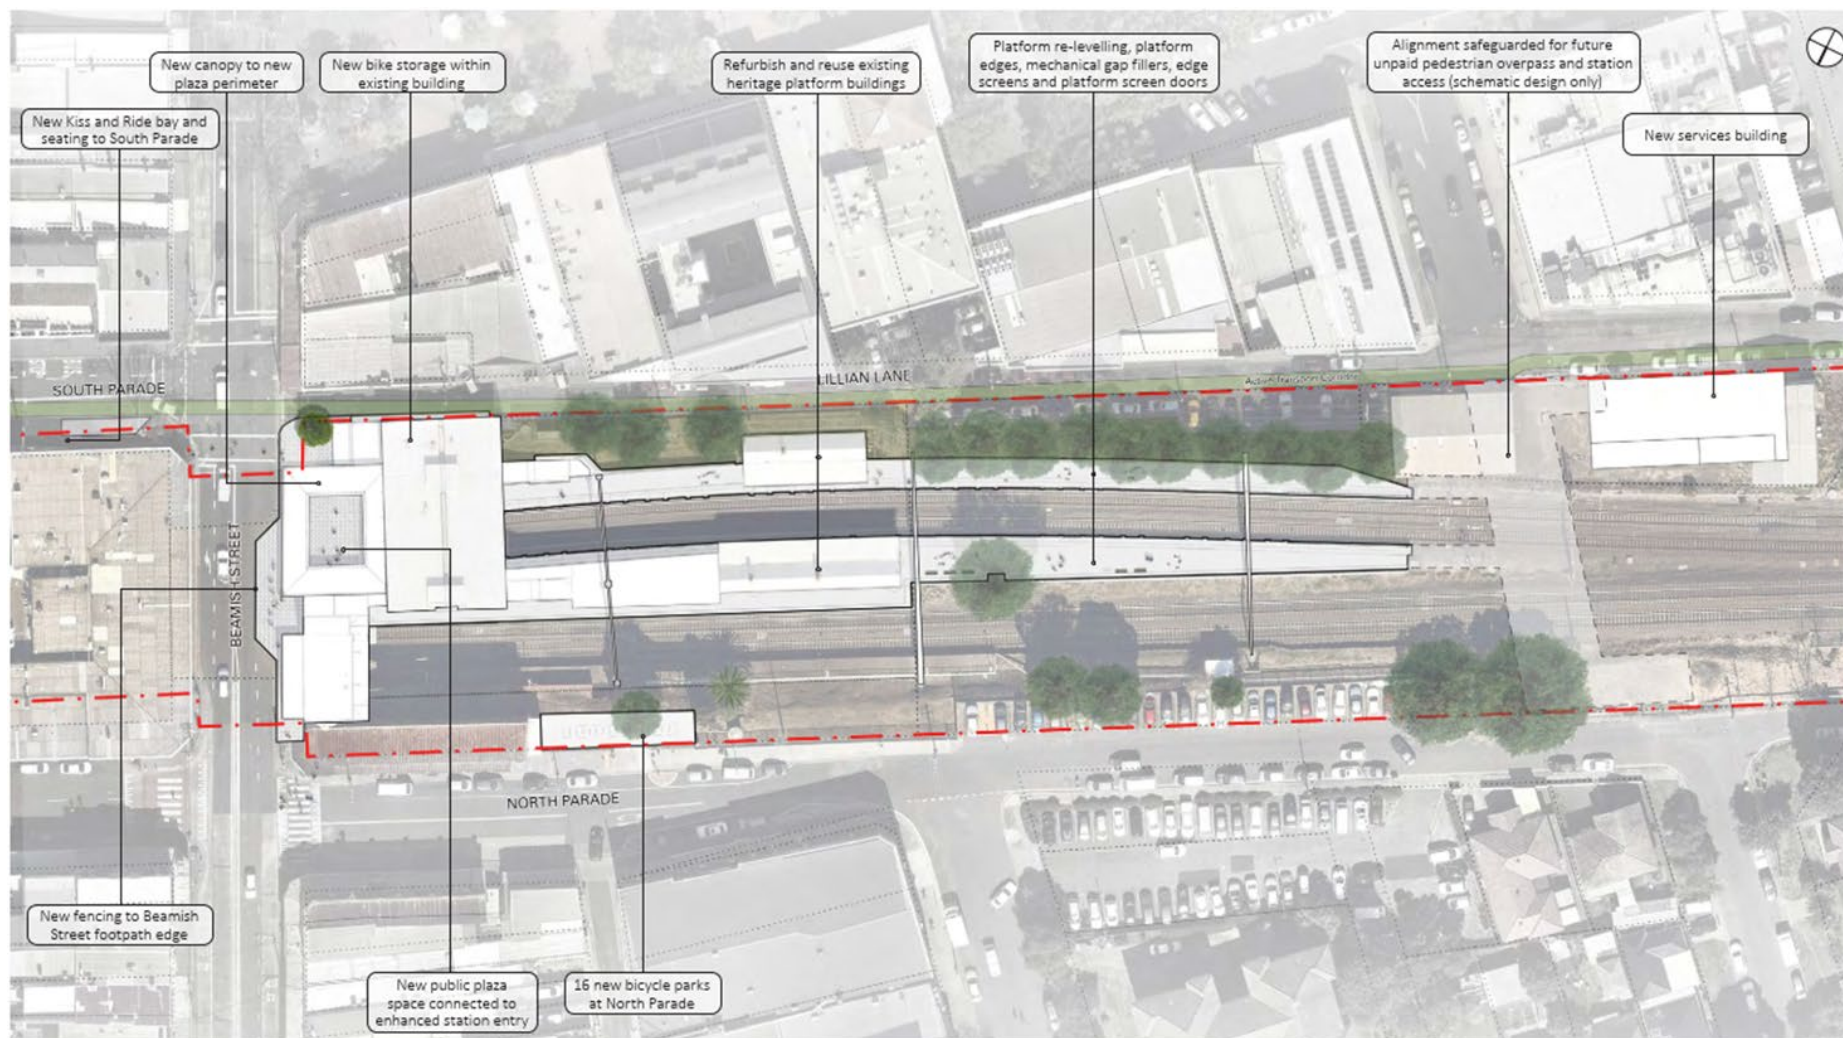 New canopy to new
plaza perimeter
New bike storage within
existing building
Refurbish and reuse existing
heritage platform buildings
Platform re-levelling, platform
edges, mechanical gap fillers, edge
screens and platform screen doors
Alignment safeguarded for future
unpaid pedestrian overpass and station
access (schematic design only)
New Kiss and Ride bay and
seating to South Parade
New services building
SOUTH PARADE
LILLIAN LANE
Active Transport Corridor
BEAMISH STREET
NORTH PARADE
New fencing to Beamish
Street footpath edge
New public plaza
space connected to
enhanced station entry
16 new bicycle parks
at North Parade